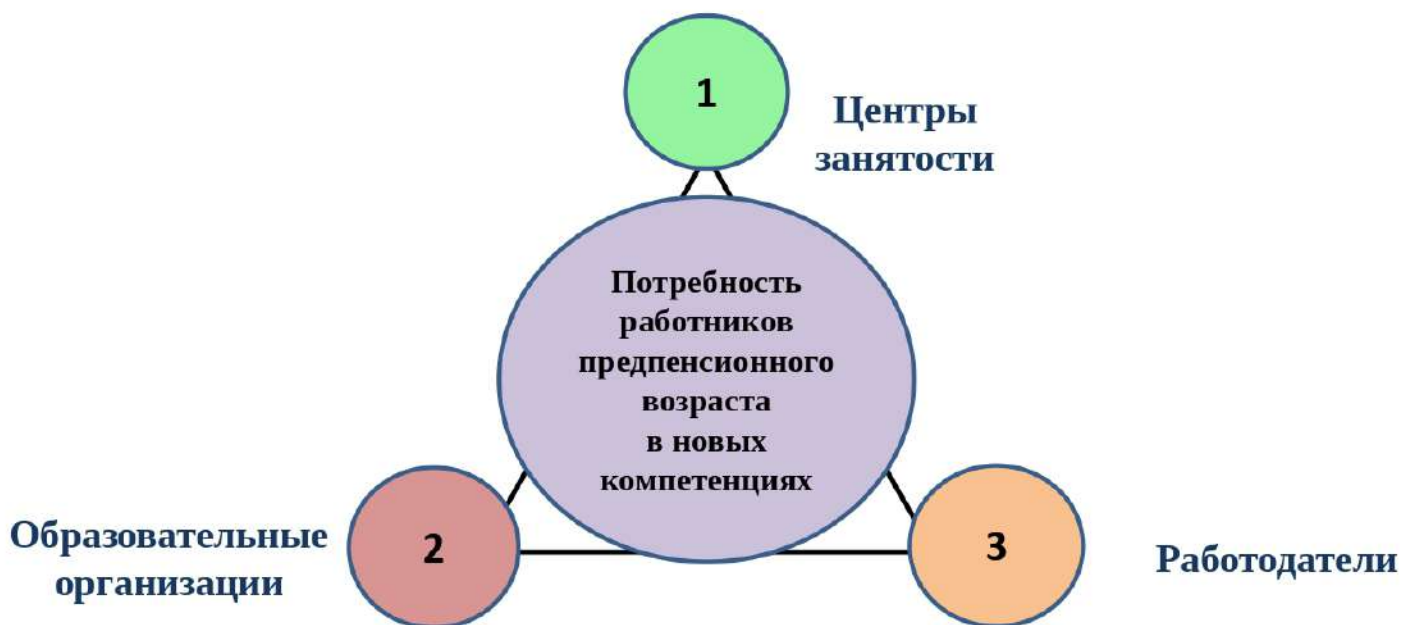 1
Центры
занятости
Потребность
работников
предпенсионного
возраста
в новых
компетенциях
Образовательные
организации
2
3
Работодатели